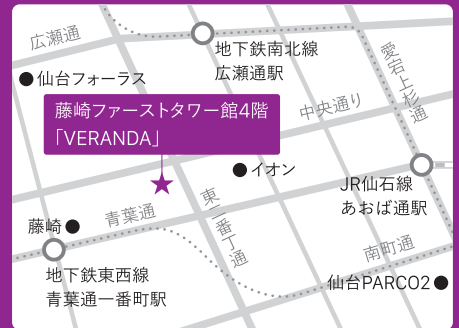 広瀬通
地下鉄南北線
広瀬通駅
仙台フォーラス
愛宕上杉通
藤崎ファーストタワー館4階
「VERANDA」
中央通り
イオン
JR仙石線
あおば通駅
東二番丁通
青葉通
藤崎
地下鉄東西線
青葉通一番町駅
南町通
仙台PARCO2